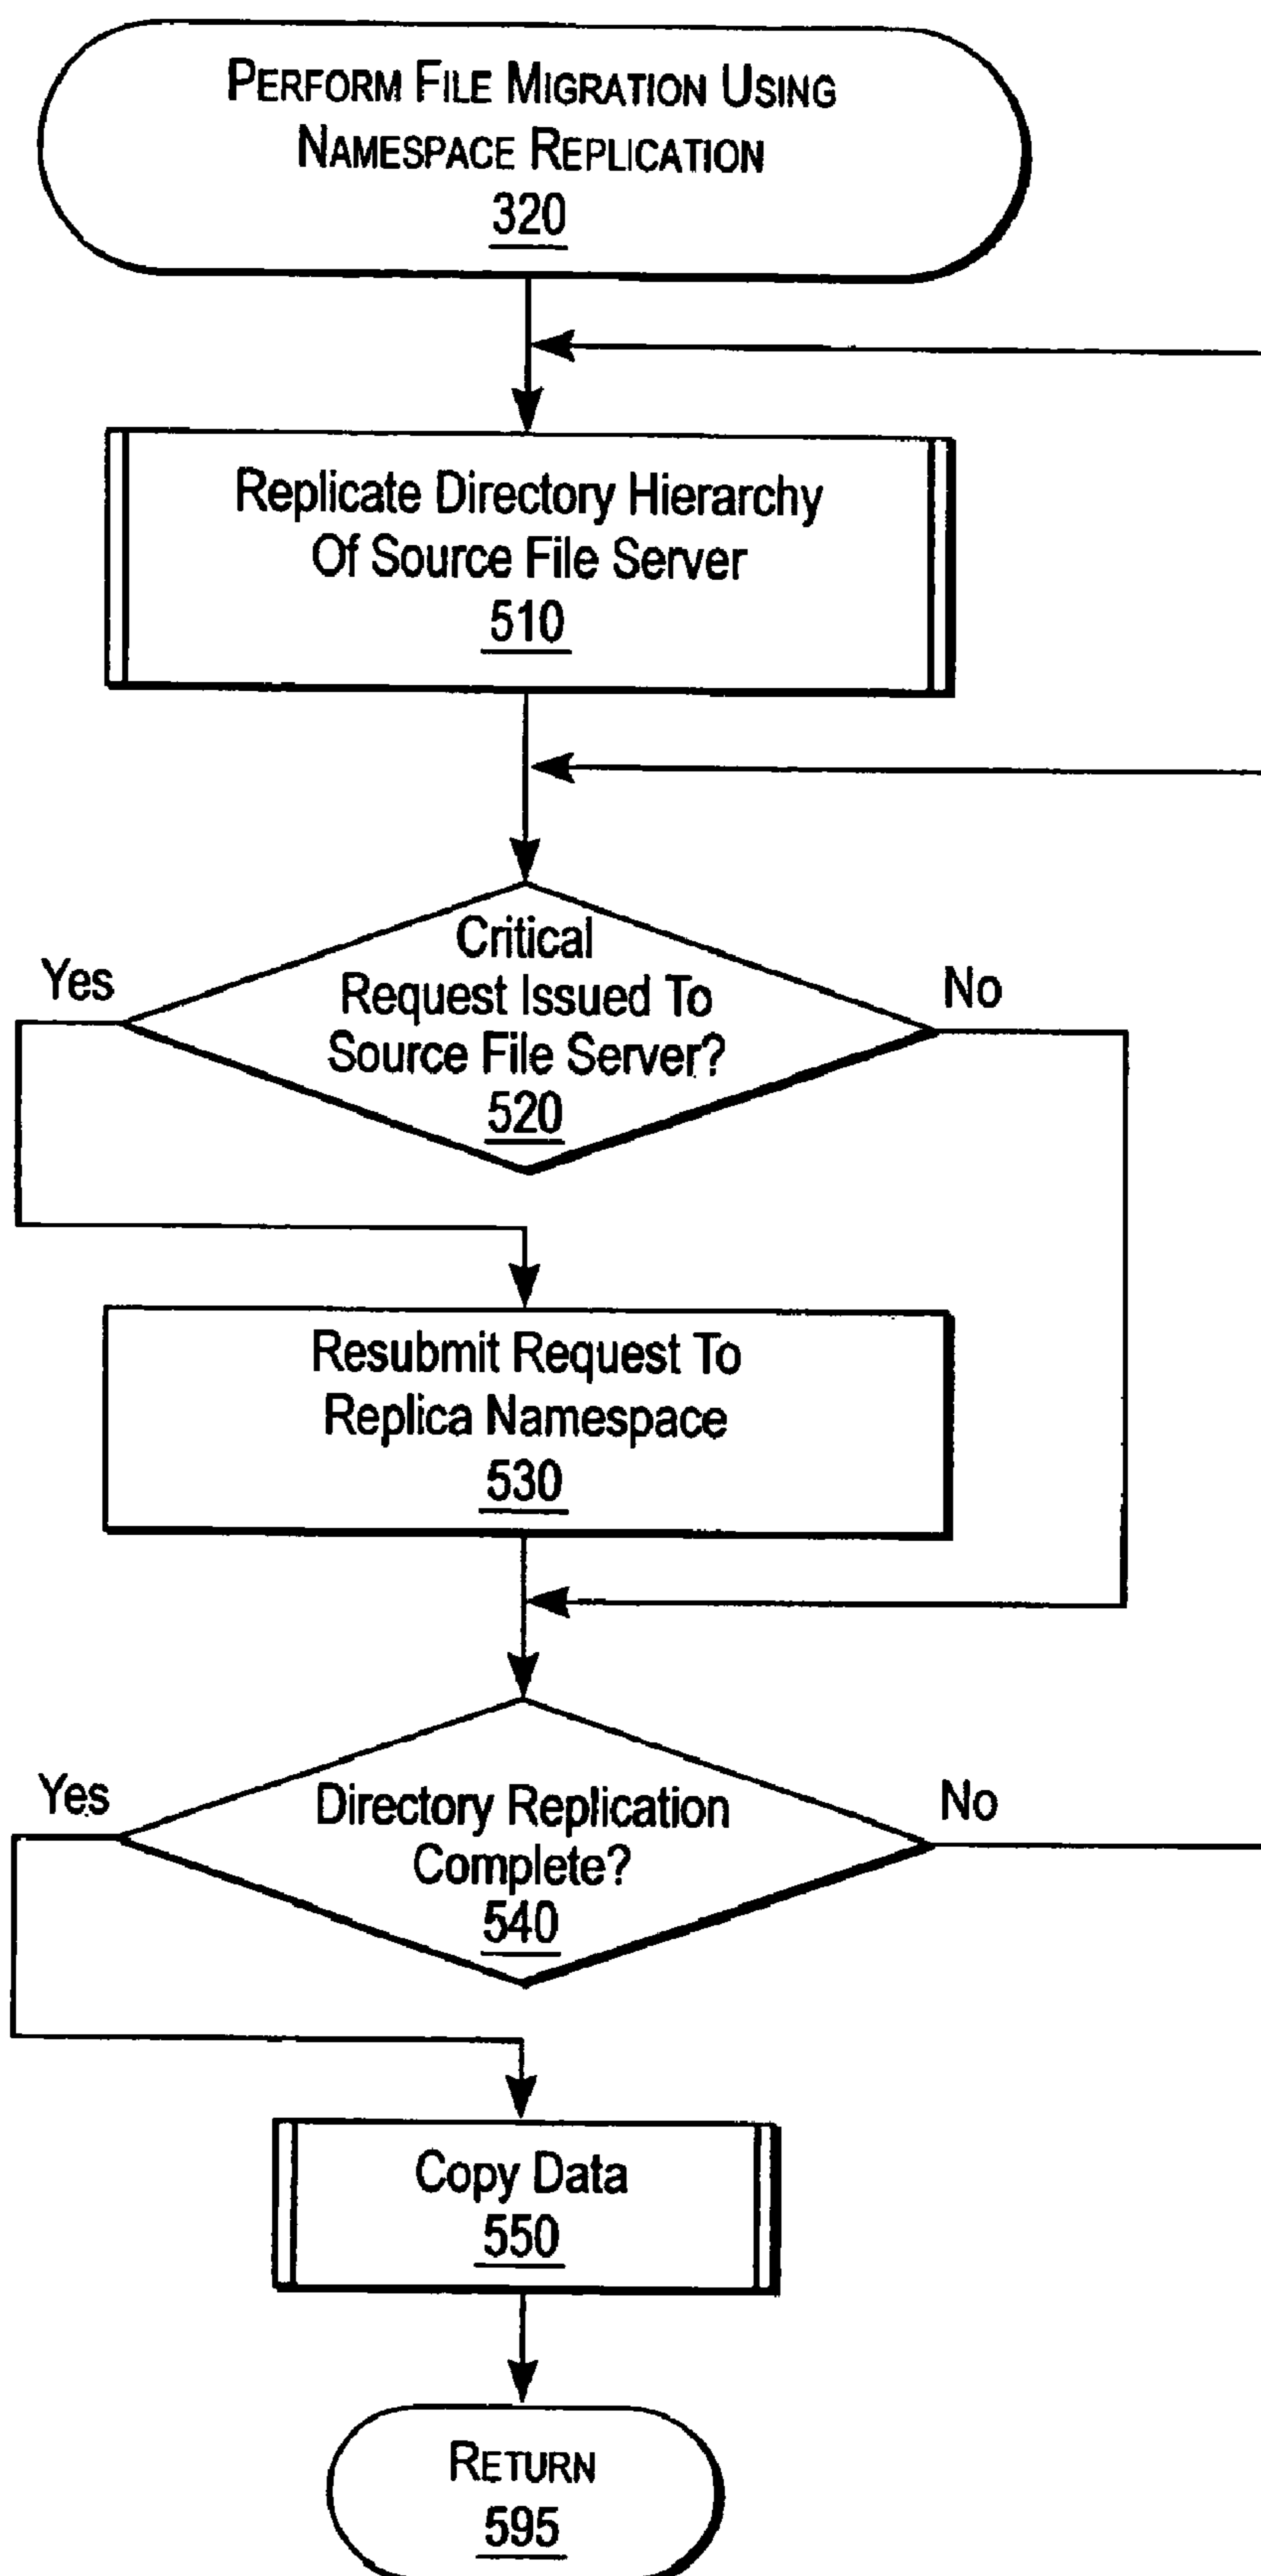 PERFORM FILE MIGRATION USING
NAMESPACE REPLICATION
320
Replicate Directory Hierarchy
Of Source File Server
510
Critical
Request Issued To
Source File Server?
520
Yes
No
Resubmit Request To
Replica Namespace
530
Directory Replication
Complete?
540
Yes
No
Copy Data
550
RETURN
595